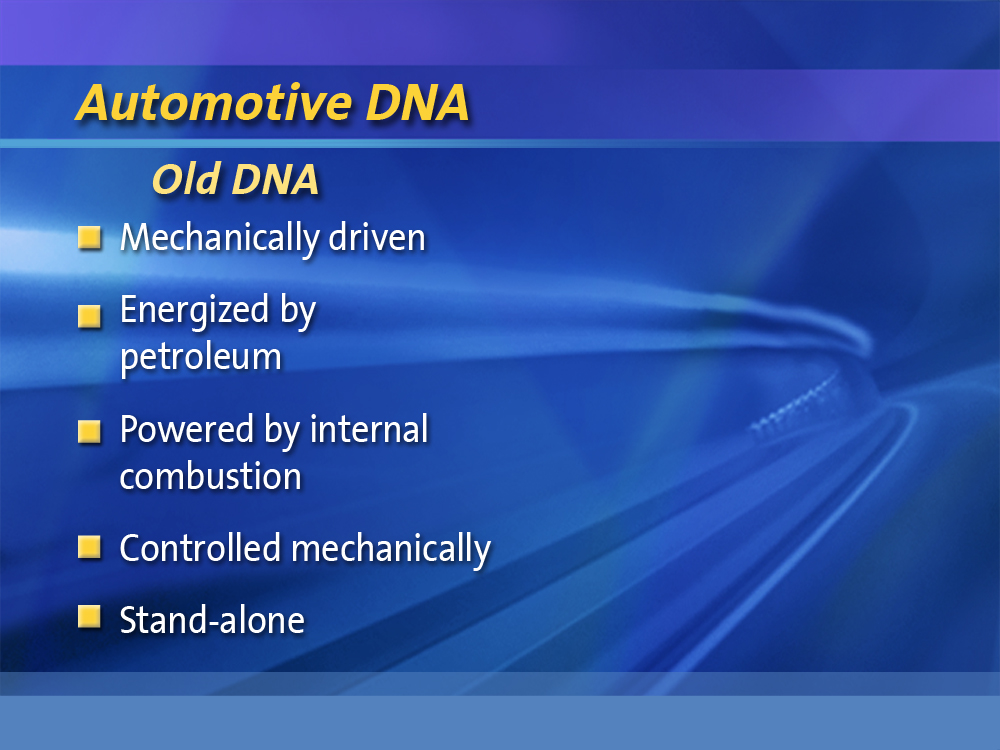 Automotive DNA
Old DNA
Mechanically driven
Energized by
petroleum
Powered by internal
combustion
Controlled mechanically
Stand-alone